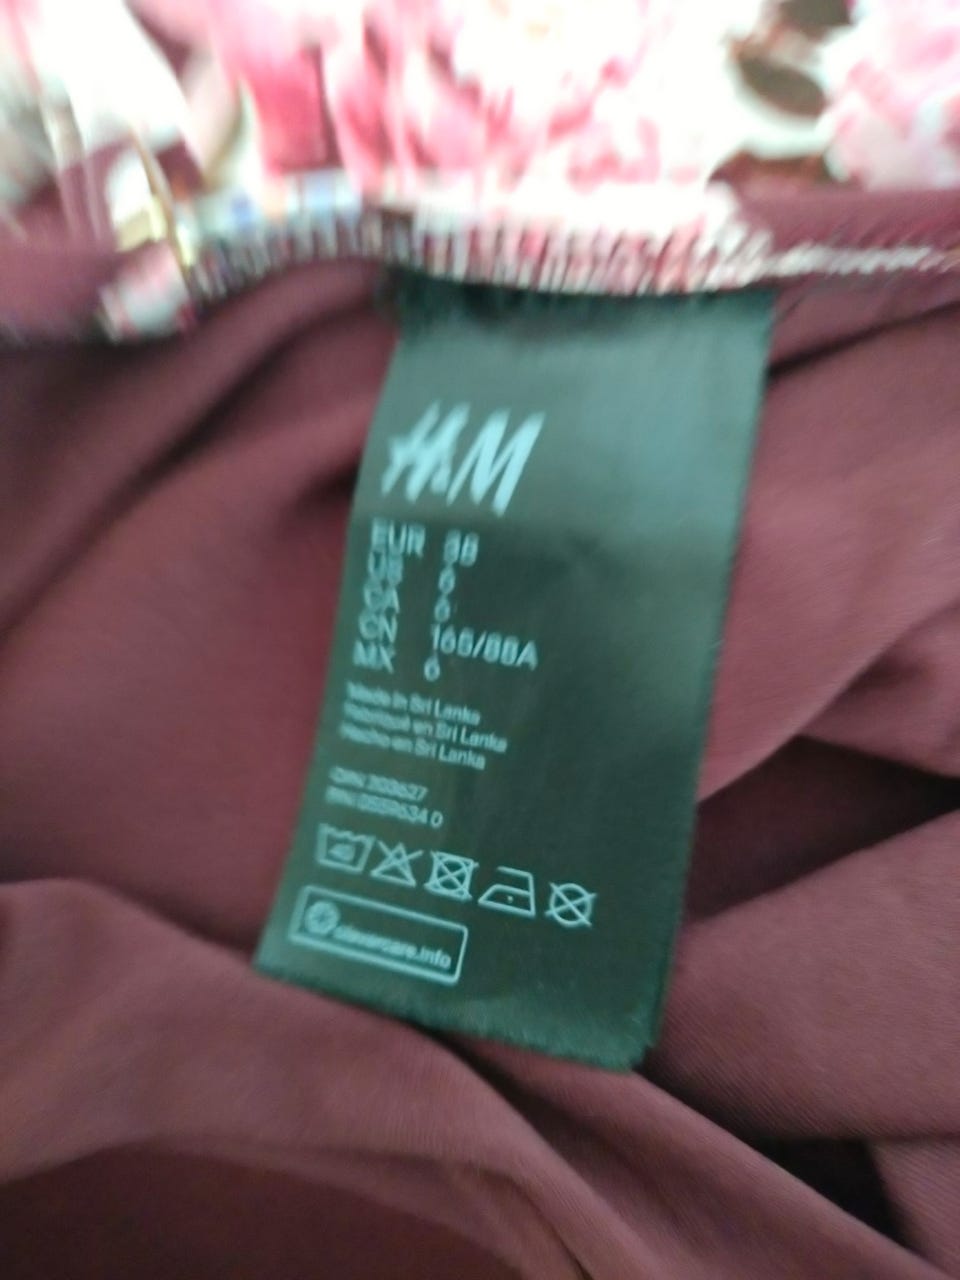 H&M
EUR 38
US 6
CA 6
CN 165/88A
MX 6
Made in Sri Lanka
Fabriqué en Sri Lanka
Hecho en Sri Lanka
40
clevercare.info